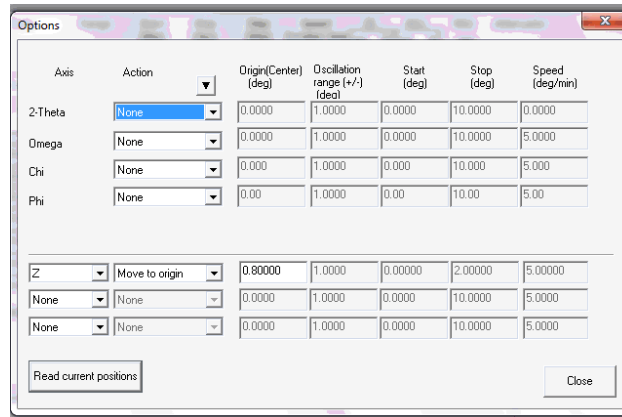 Options
Axis Action Origin(Center) (deg) Oscillation range (+/-) (deg) Start (deg) Stop (deg) Speed (deg/min)
2-Theta None 0.0000 1.0000 0.0000 10.0000 0.0000
Omega None 0.0000 1.0000 0.0000 10.0000 5.0000
Chi None 0.000 1.0000 0.000 10.000 5.000
Phi None 0.00 1.0000 0.00 10.00 5.00
Z Move to origin 0.80000 1.0000 0.00000 2.00000 5.00000
None None 0.0000 1.0000 0.0000 10.0000 5.0000
None None 0.0000 1.0000 0.0000 10.0000 5.0000
Read current positions
Close